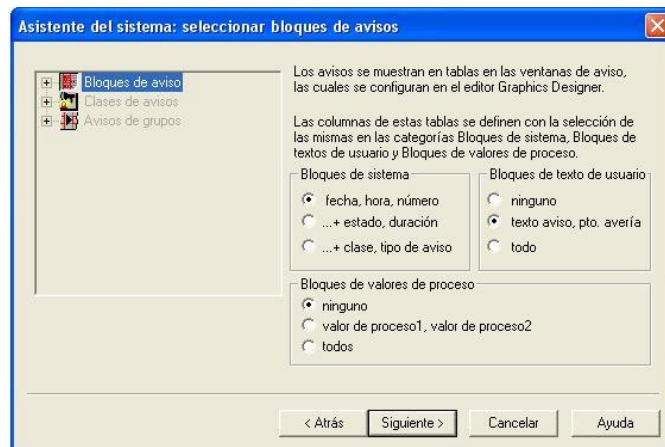 Asistente del sistema: seleccionar bloques de avisos
Bloques de aviso
Clases de avisos
Avisos de grupos
Los avisos se muestran en tablas en las ventanas de aviso,
las cuales se configuran en el editor Graphics Designer.
Las columnas de estas tablas se definen con la selección de
las mismas en las categorías Bloques de sistema, Bloques de
textos de usuario y Bloques de valores de proceso.
Bloques de sistema
fecha, hora, número
...+ estado, duración
...+ clase, tipo de aviso
Bloques de texto de usuario
ninguno
texto aviso, pto. avería
todo
Bloques de valores de proceso
ninguno
valor de proceso1, valor de proceso2
todos
< Atrás
Siguiente >
Cancelar
Ayuda